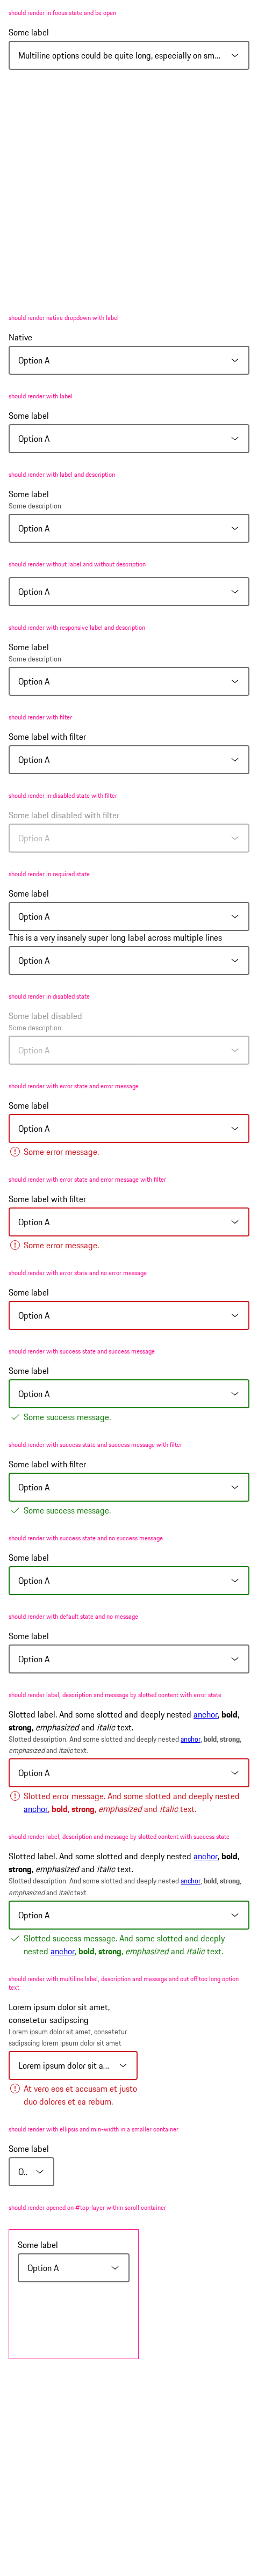 should render in focus state and be open
Some label
Multiline options could be quite long, especially on sm...
should render native dropdown with label
Native
Option A
should render with label
Some label
Option A
should render with label and description
Some label
Some description
Option A
should render without label and without description
Option A
should render with responsive label and description
Some label
Some description
Option A
should render with filter
Some label with filter
Option A
should render in disabled state with filter
Some label disabled with filter
Option A
should render in required state
Some label
Option A
This is a very insanely super long label across multiple lines
Option A
should render in disabled state
Some label disabled
Some description
Option A
should render with error state and error message
Some label
Option A
Some error message.
should render with error state and error message with filter
Some label with filter
Option A
Some error message.
should render with error state and no error message
Some label
Option A
should render with success state and success message
Some label
Option A
Some success message.
should render with success state and success message with filter
Some label with filter
Option A
Some success message.
should render with success state and no success message
Some label
Option A
should render with default state and no message
Some label
Option A
should render label, description and message by slotted content with error state
Slotted label. And some slotted and deeply nested anchor, bold,
strong, emphasized and italic text.
Slotted description. And some slotted and deeply nested anchor, bold, strong,
emphasized and italic text.
Option A
Slotted error message. And some slotted and deeply nested
anchor, bold, strong, emphasized and italic text.
should render label, description and message by slotted content with success state
Slotted label. And some slotted and deeply nested anchor, bold,
strong, emphasized and italic text.
Slotted description. And some slotted and deeply nested anchor, bold, strong,
emphasized and italic text.
Option A
Slotted success message. And some slotted and deeply
nested anchor, bold, strong, emphasized and italic text.
should render with multiline label, description and message and cut off too long option
text
Lorem ipsum dolor sit amet,
consetetur sadipscing
Lorem ipsum dolor sit amet, consetetur
sadipscing lorem ipsum dolor sit amet
Lorem ipsum dolor sit a...
At vero eos et accusam et justo
duo dolores et ea rebum.
should render with ellipsis and min-width in a smaller container
Some label
O..
should render opened on #top-layer within scroll container
Some label
Option A